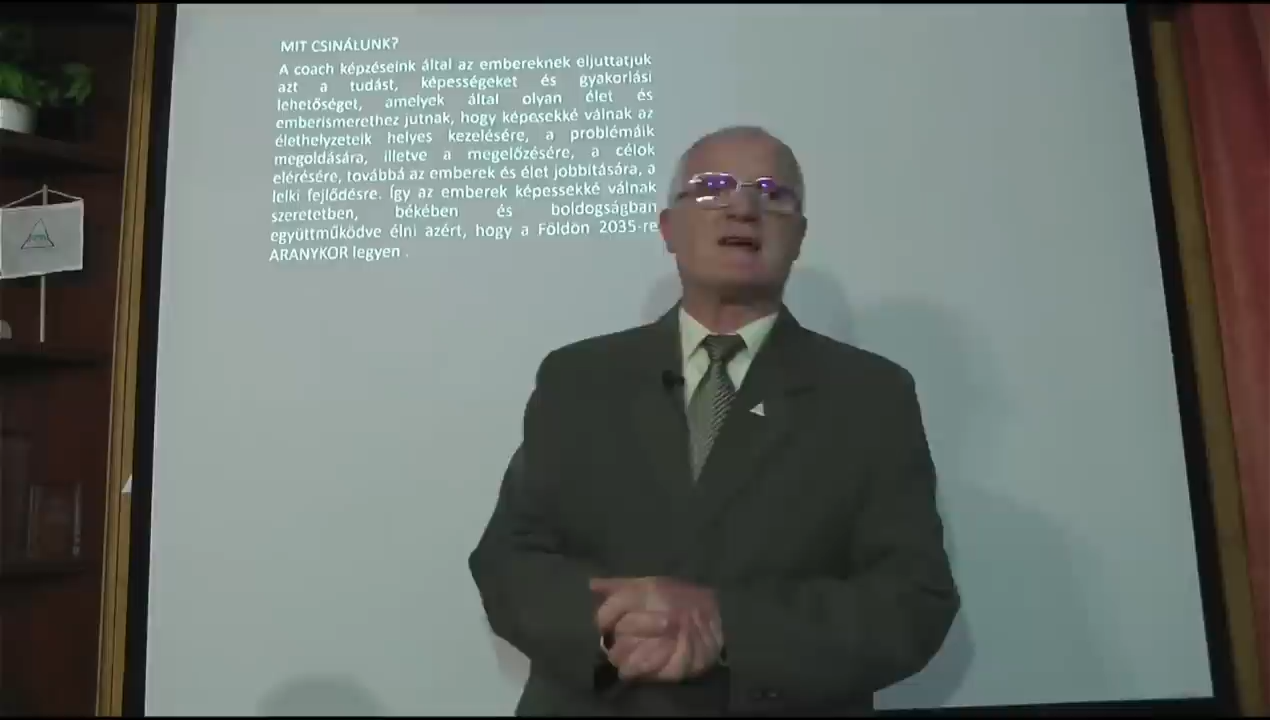 MIT CSINÁLUNK?
A coach képzéseink által az embereknek eljuttatjuk
azt a tudást, képességeket és gyakorlási
lehetőséget, amelyek által olyan élet és
emberismerethez jutnak, hogy képesekké válnak az
élethelyzeteik helyes kezelésére, a problémáik
megoldására, illetve a megelőzésére, a célok
elérésére, továbbá az emberek és élet jobbítására, a
lelki fejlődésre. Így az emberek képessekké válnak
szeretetben, békében és boldogságban
együttműködve élni azért, hogy a Földön 2035-re
ARANYKOR legyen .